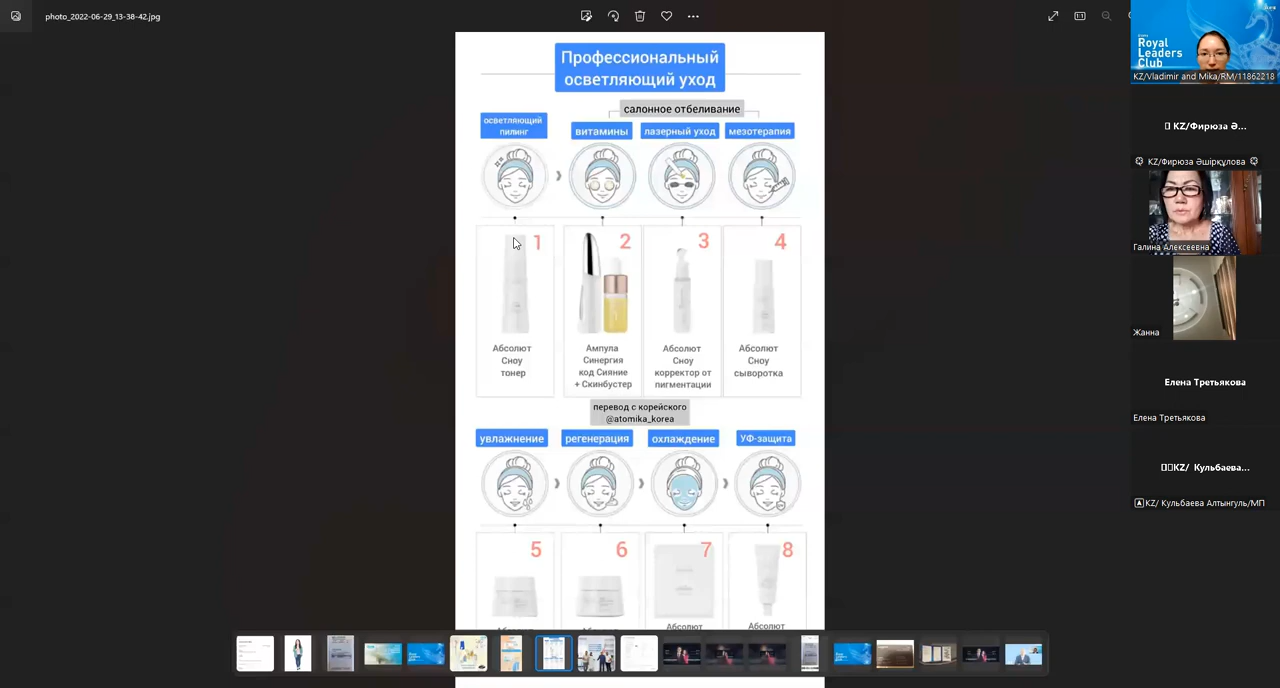 photo_2022-06-29_13-38-42.jpg
Профессиональный
осветляющий уход
салонное отбеливание
осветляющий
пилинг
витамины
лазерный уход
мезотерапия
1
2
3
4
Абсолют
Сноу
тонер
Ампула
Синергия
код Сияние
+ Скинбустер
Абсолют
Сноу
корректор от
пигментации
Абсолют
Сноу
сыворотка
перевод с корейского
@atomika_korea
увлажнение
регенерация
охлаждение
УФ-защита
5
6
7
8
Абсолют
Абсолют
Royal
Leaders
Club
KZ/Vladimir and Mika/RM/11862218
KZ/Фирюза Ә...
KZ/Фирюза Әшірқұлова
Галина Алексеевна
Жанна
Елена Третьякова
Елена Третьякова
KZ/ Кульбаева...
KZ/ Кульбаева Алтынгуль/МП